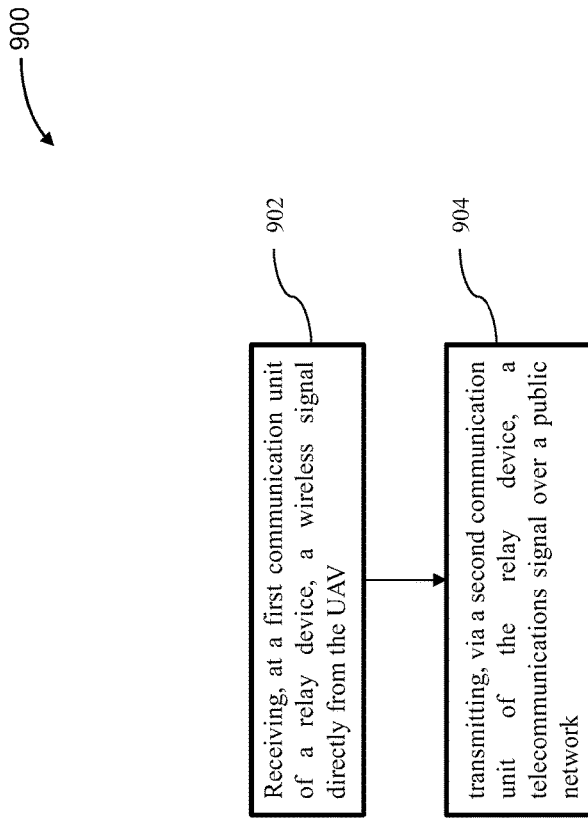 900
902
Receiving, at a first communication unit
of a relay device, a wireless signal
directly from the UAV
904
transmitting, via a second communication
unit of the relay device, a
telecommunications signal over a public
network